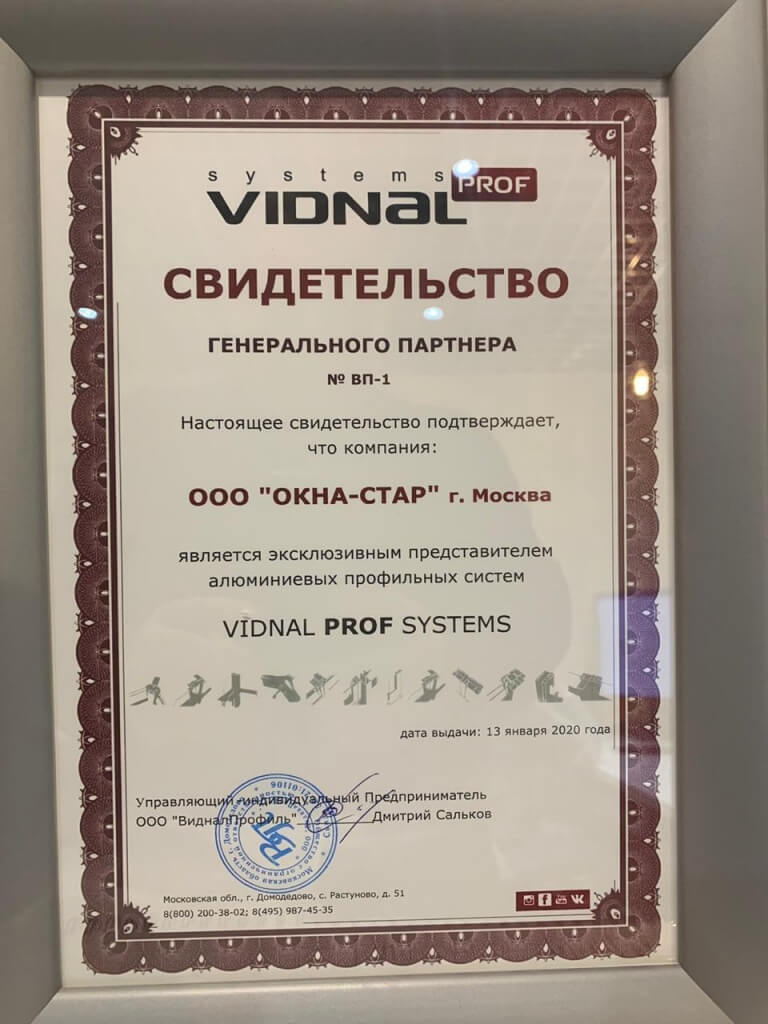 systems
VIDNAL PROF
СВИДЕТЕЛЬСТВО
ГЕНЕРАЛЬНОГО ПАРТНЕРА
№ ВП-1
Настоящее свидетельство подтверждает,
что компания:
ООО "ОКНА-СТАР" г. Москва
является эксклюзивным представителем
алюминиевых профильных систем
VIDNAL PROF SYSTEMS
дата выдачи: 13 января 2020 года
Управляющий-индивидуальный Предприниматель
ООО "ВидналПрофиль" Дмитрий Сальков
Московская обл., г. Домодедово, с. Растуново, д. 51
8(800) 200-38-02; 8(495) 987-45-35